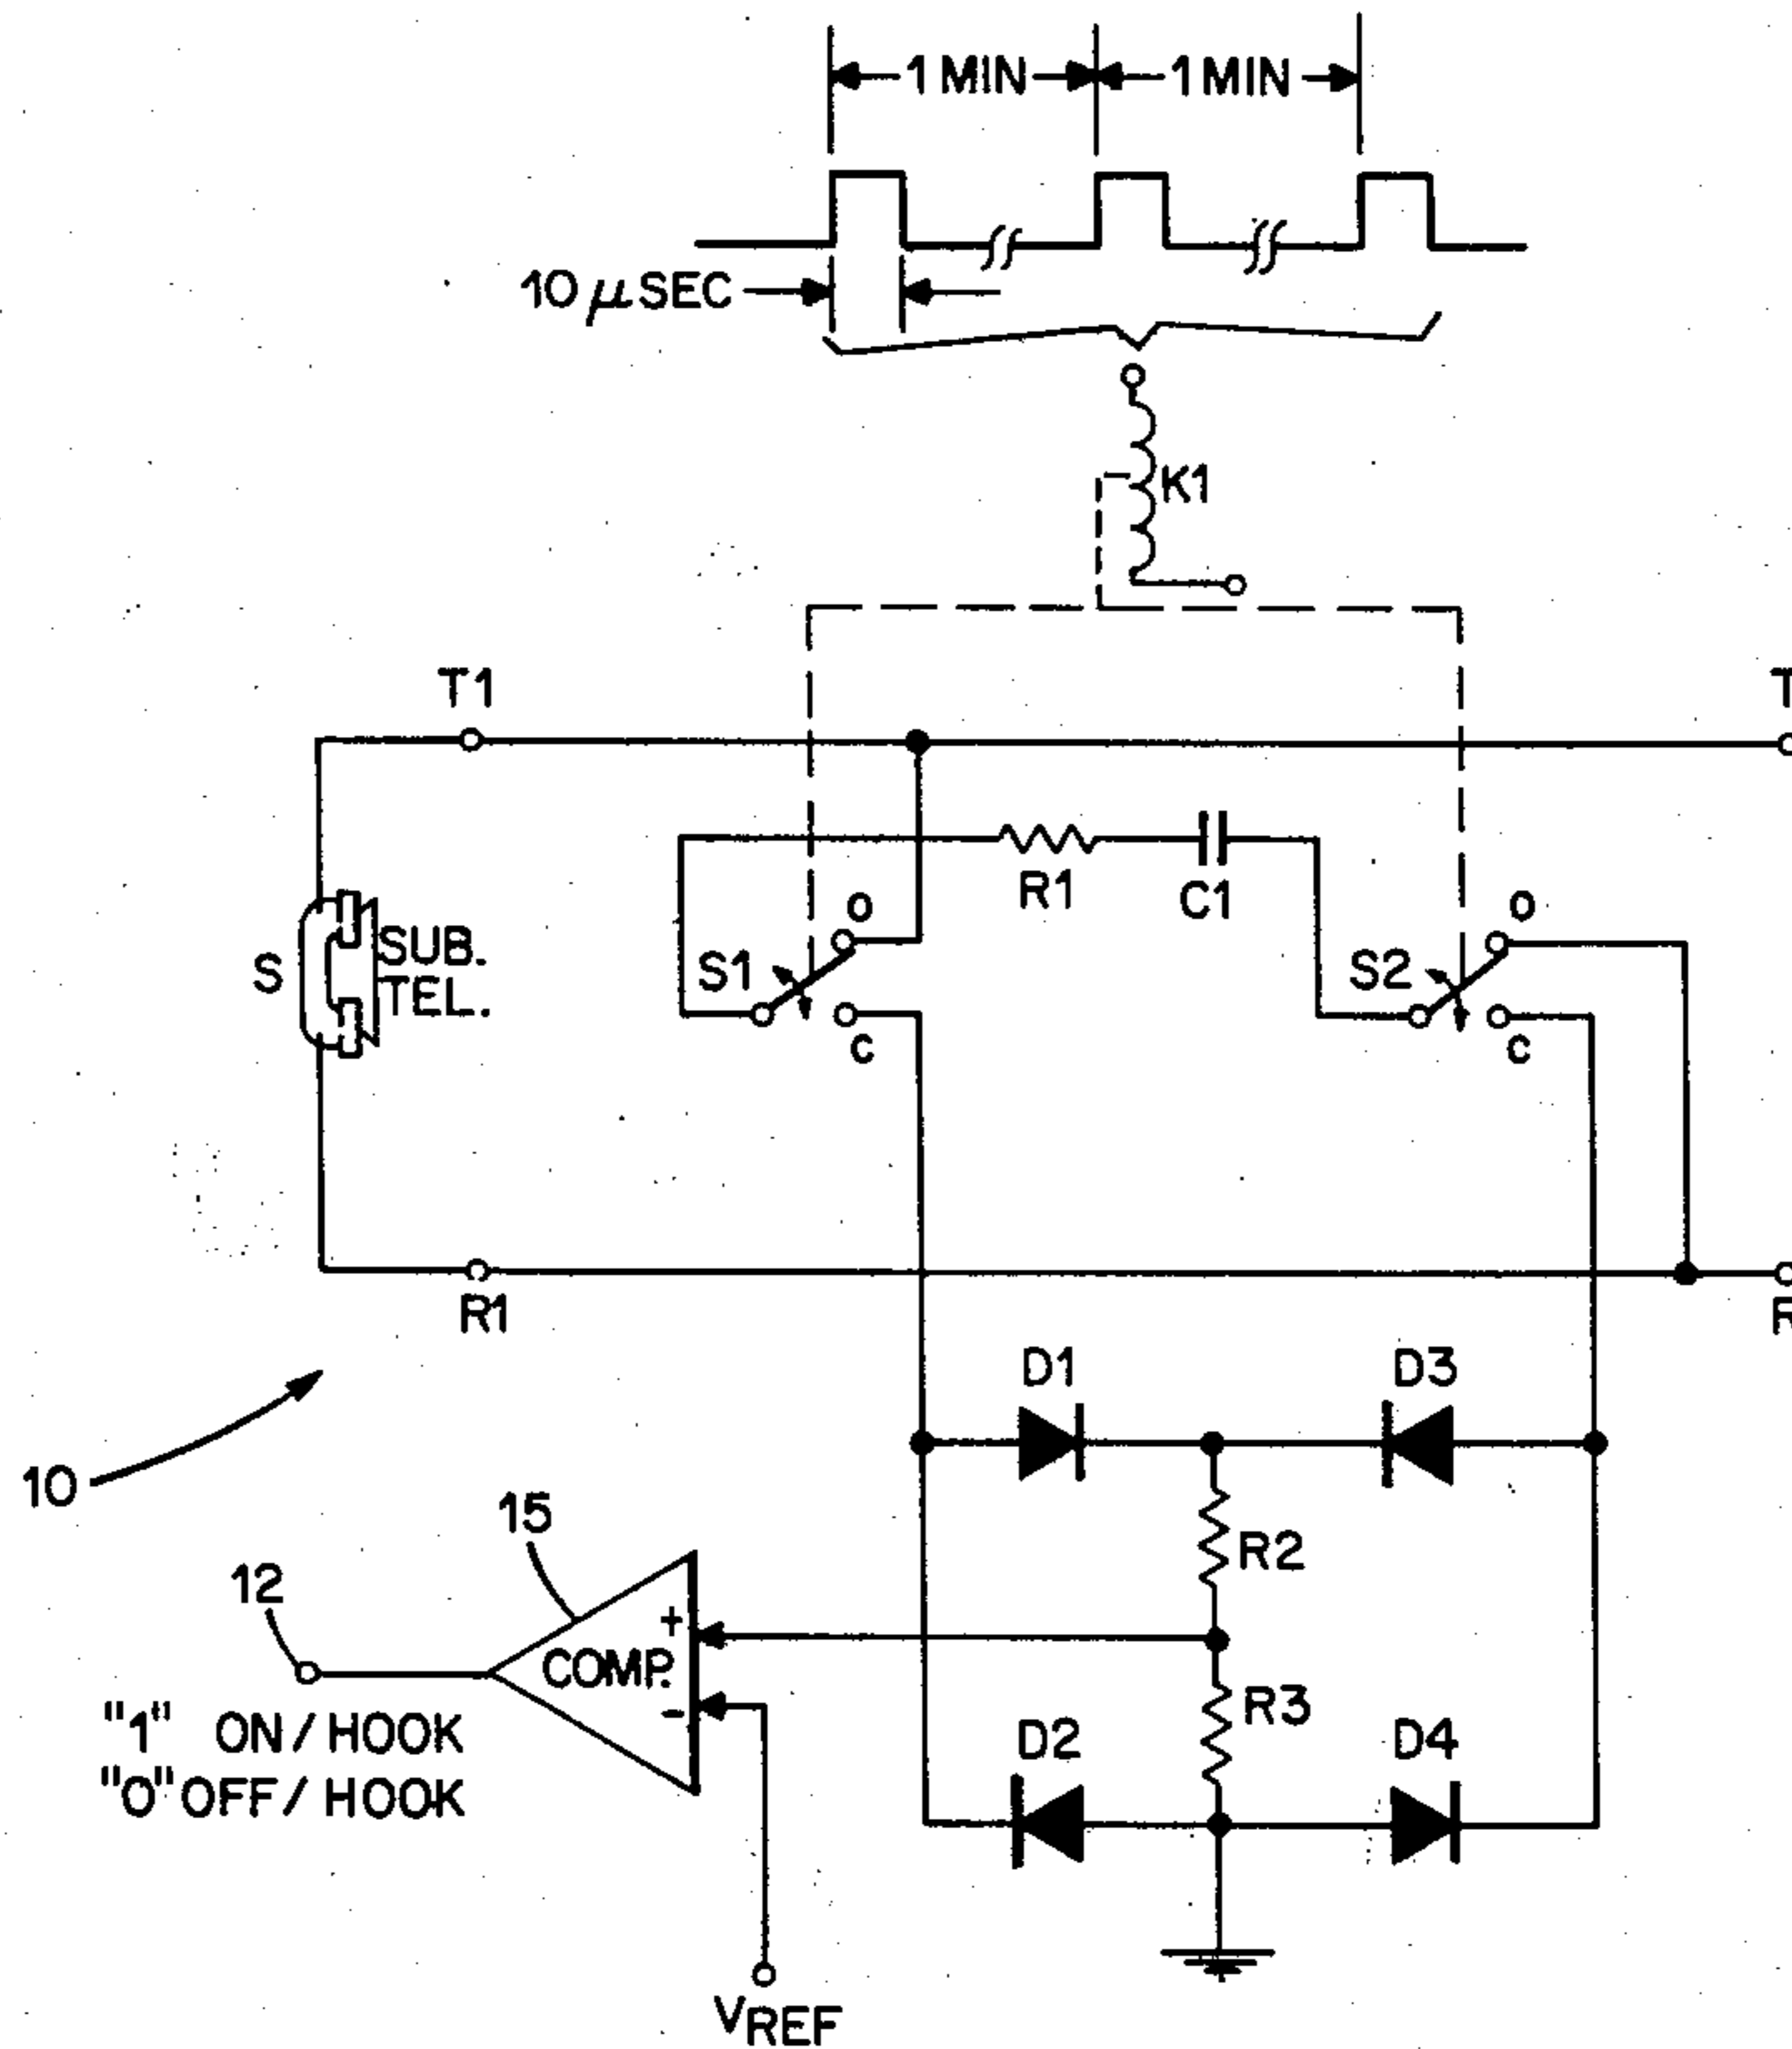 1 MIN 1 MIN
10 μSEC
K1
T1 T
R1 C1
O O
S SUB. TEL.
S1 S2
C C
R1 R
D1 D3
10
15
R2
12
+
COMP.
-
R3
"1" ON/HOOK
"0" OFF/HOOK
D2 D4
VREF